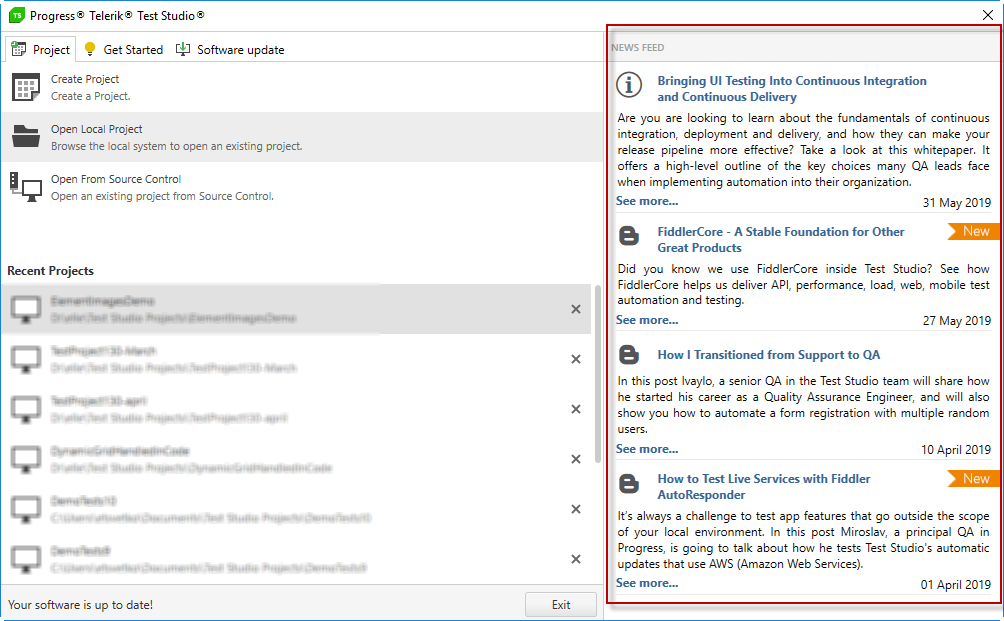 TS Progress® Telerik® Test Studio®
Project
Get Started
Software update
Create Project
Create a Project.
Open Local Project
Browse the local system to open an existing project.
Open From Source Control
Open an existing project from Source Control.
Recent Projects
Your software is up to date!
Exit
NEWS FEED
Bringing UI Testing Into Continuous Integration
and Continuous Delivery
Are you are looking to learn about the fundamentals of continuous
integration, deployment and delivery, and how they can make your
release pipeline more effective? Take a look at this whitepaper. It
offers a high-level outline of the key choices many QA leads face
when implementing automation into their organization.
See more...
31 May 2019
FiddlerCore - A Stable Foundation for Other
Great Products
New
Did you know we use FiddlerCore inside Test Studio? See how
FiddlerCore helps us deliver API, performance, load, web, mobile test
automation and testing.
See more...
27 May 2019
How I Transitioned from Support to QA
In this post Ivaylo, a senior QA in the Test Studio team will share how
he started his career as a Quality Assurance Engineer, and will also
show you how to automate a form registration with multiple random
users.
See more...
10 April 2019
How to Test Live Services with Fiddler
AutoResponder
New
It's always a challenge to test app features that go outside the scope
of your local environment. In this post Miroslav, a principal QA in
Progress, is going to talk about how he tests Test Studio's automatic
updates that use AWS (Amazon Web Services).
See more...
01 April 2019